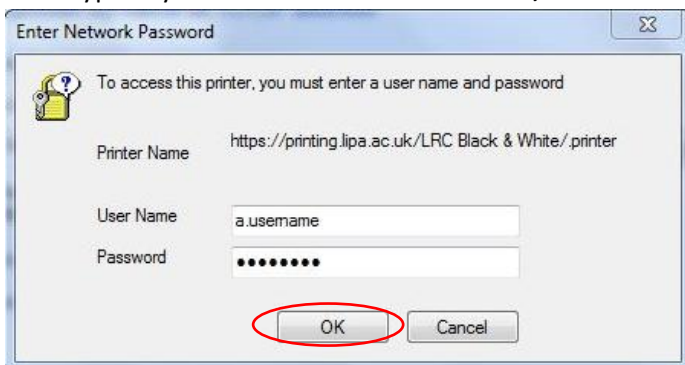 Enter Network Password
To access this printer, you must enter a user name and password
Printer Name
https://printing.lipa.ac.uk/LRC Black & White/.printer
User Name
a.username
Password
●●●●●●●●
OK
Cancel